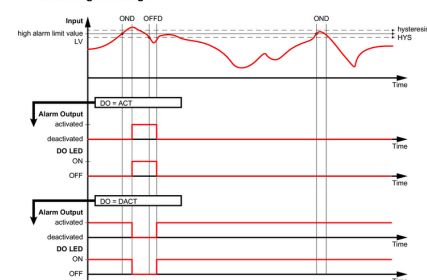 Input
OND OFFD OND
high alarm limit value
LV
hysteresis
HYS
Time
DO = ACT
Alarm Output
activated
deactivated
Time
DO LED
ON
OFF
Time
DO = DACT
Alarm Output
activated
deactivated
Time
DO LED
ON
OFF